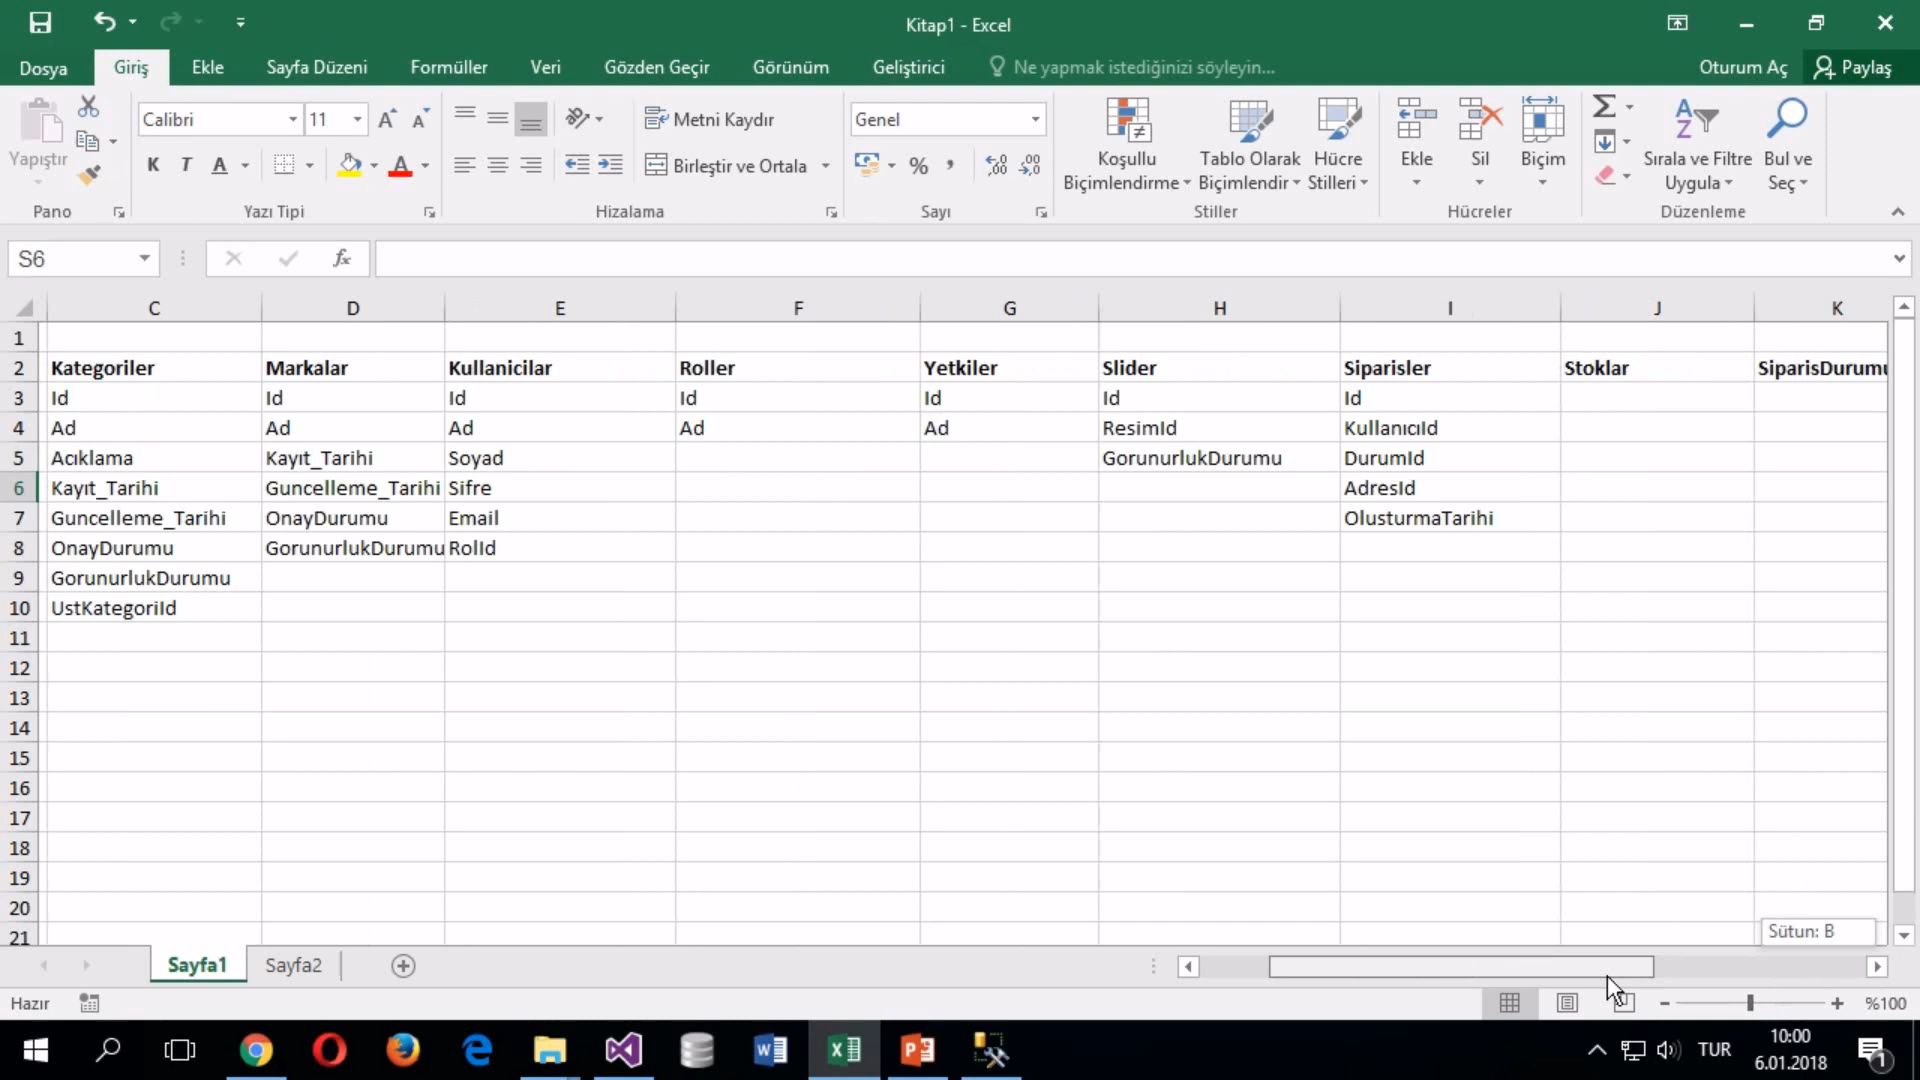 Kitap1 - Excel
Dosya Giriş Ekle Sayfa Düzeni Formüller Veri Gözden Geçir Görünüm Geliştirici Ne yapmak istediğinizi söyleyin... Oturum Aç Paylaş
Yapıştır
Pano
Calibri 11
K T A A
Yazı Tipi
Metni Kaydır
Birleştir ve Ortala
Hizalama
Genel
%
Sayı
Koşullu Biçimlendirme
Tablo Olarak Biçimlendir
Hücre Stilleri
Stiller
Ekle
Sil
Biçim
Hücreler
Sırala ve Filtre Uygula
Bul ve Seç
Düzenleme
S6 fx
C D E F G H I J K
1
2 Kategoriler Markalar Kullanicilar Roller Yetkiler Slider Siparisler Stoklar SiparisDurumu
3 Id Id Id Id Id Id Id
4 Ad Ad Ad Ad Ad ResimId KullanıcıId
5 Acıklama Kayıt_Tarihi Soyad GorunurlukDurumu DurumId
6 Kayıt_Tarihi Guncelleme_Tarihi Sifre AdresId
7 Guncelleme_Tarihi OnayDurumu Email OlusturmaTarihi
8 OnayDurumu GorunurlukDurumu RolId
9 GorunurlukDurumu
10 UstKategoriId
11
12
13
14
15
16
17
18
19
20
21
Sütun: B
Sayfa1 Sayfa2
Hazır %100
TUR 10:00
6.01.2018
1